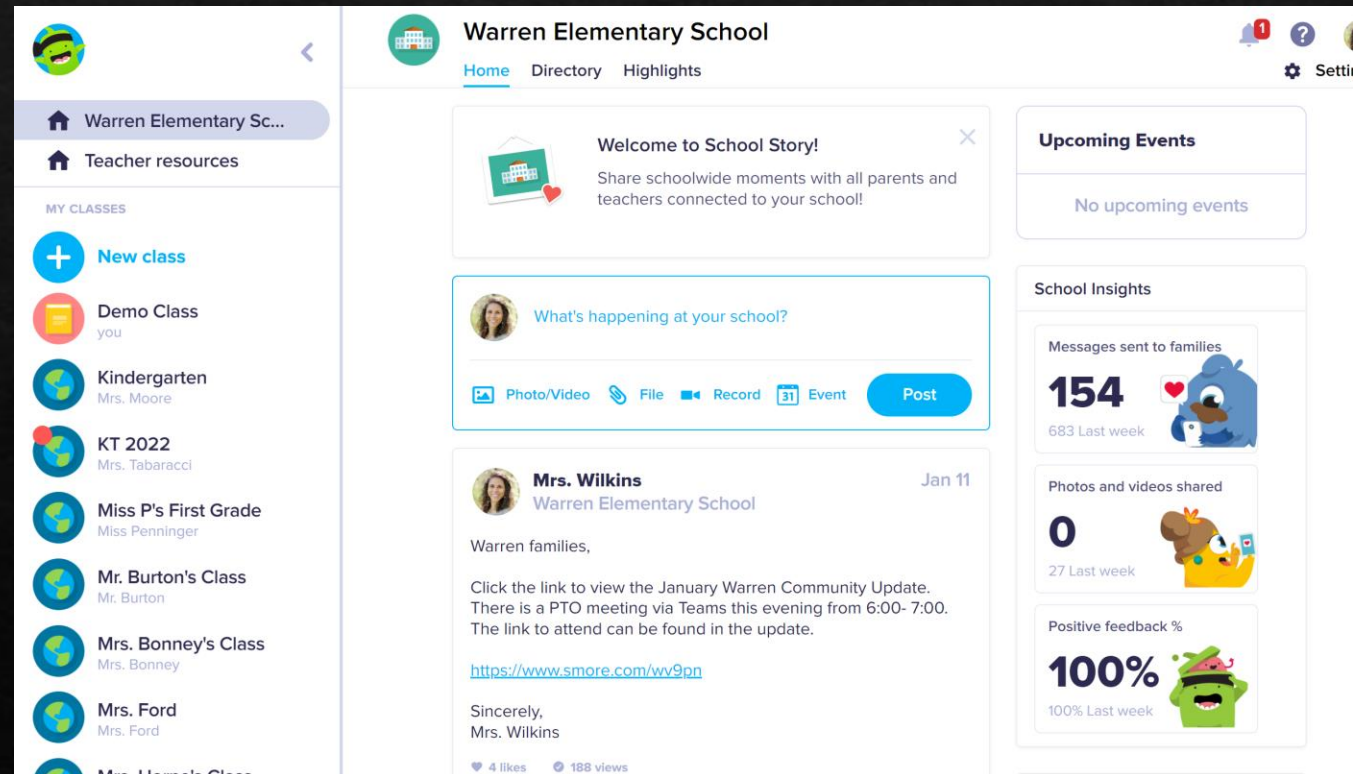 Warren Elementary Sc...
Teacher resources
MY CLASSES
New class
Demo Class
you
Kindergarten
Mrs. Moore
KT 2022
Mrs. Tabaracci
Miss P's First Grade
Miss Penninger
Mr. Burton's Class
Mr. Burton
Mrs. Bonney's Class
Mrs. Bonney
Mrs. Ford
Mrs. Ford
Warren Elementary School
1
?
Home Directory Highlights
Welcome to School Story!
Share schoolwide moments with all parents and
teachers connected to your school!
What's happening at your school?
Photo/Video File Record 31 Event Post
Mrs. Wilkins Jan 11
Warren Elementary School
Warren families,
Click the link to view the January Warren Community Update.
There is a PTO meeting via Teams this evening from 6:00- 7:00.
The link to attend can be found in the update.
https://www.smore.com/wv9pn
Sincerely,
Mrs. Wilkins
4 likes 188 views
Upcoming Events
No upcoming events
School Insights
Messages sent to families
154
683 Last week
Photos and videos shared
0
27 Last week
Positive feedback %
100%
100% Last week